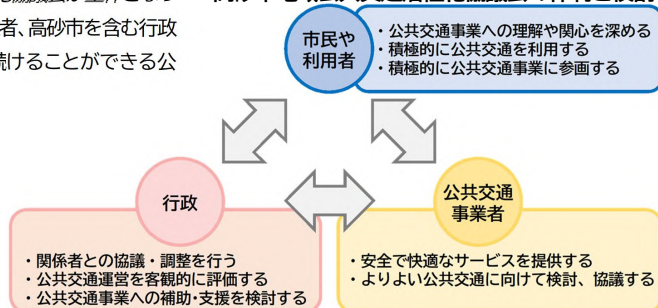 者、高砂市を含む行政
続けることができる公
市民や
利用者
・公共交通事業への理解や関心を深める
・積極的に公共交通を利用する
・積極的に公共交通事業に参画する
行政
・関係者との協議・調整を行う
・公共交通運営を客観的に評価する
・公共交通事業への補助・支援を検討する
公共交通
事業者
・安全で快適なサービスを提供する
・よりよい公共交通に向けて検討、協議する